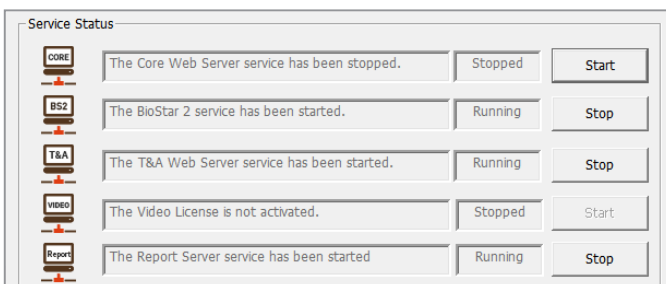 Service Status
CORE The Core Web Server service has been stopped. Stopped Start
BS2 The BioStar 2 service has been started. Running Stop
T&A The T&A Web Server service has been started. Running Stop
VIDEO The Video License is not activated. Stopped Start
Report The Report Server service has been started Running Stop